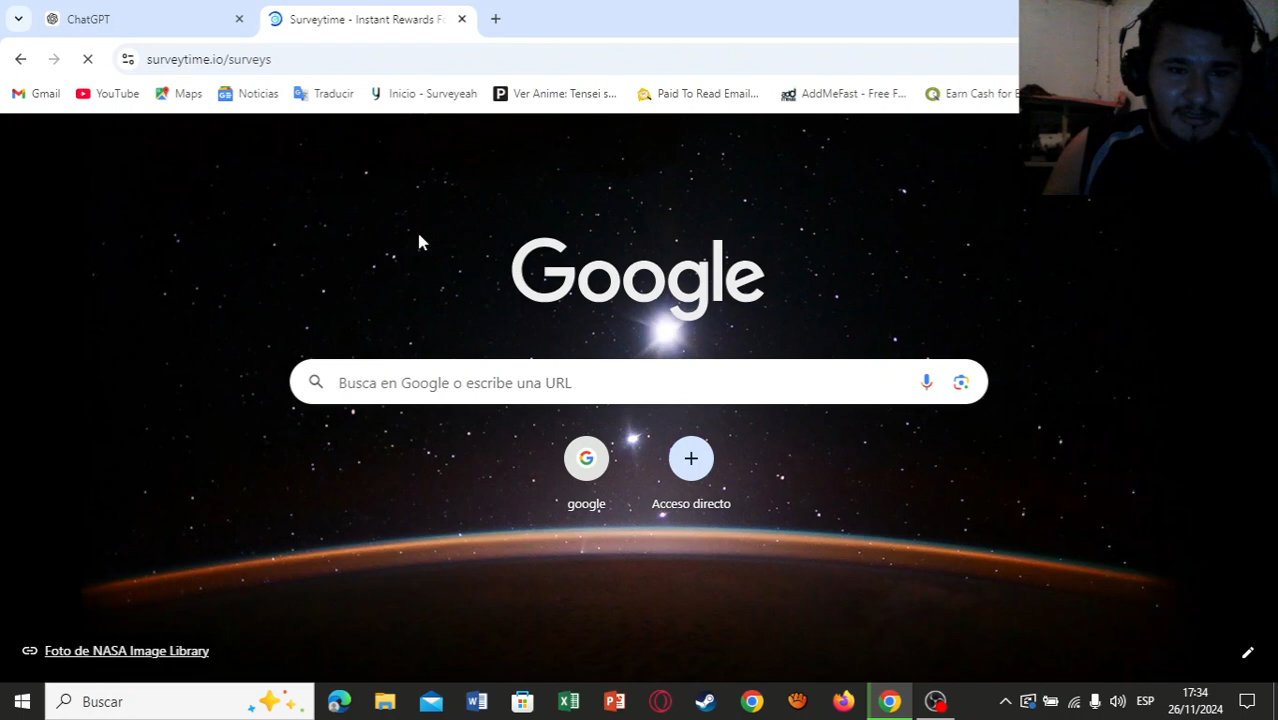 ChatGPT
Surveytime - Instant Rewards Fo
surveytime.io/surveys
Gmail YouTube Maps Noticias Traducir Inicio - Surveyeah Ver Anime: Tensei s... Paid To Read Email... AddMeFast - Free F... Earn Cash for
Google
Busca en Google o escribe una URL
google Acceso directo
Foto de NASA Image Library
Buscar
ESP
17:34
26/11/2024